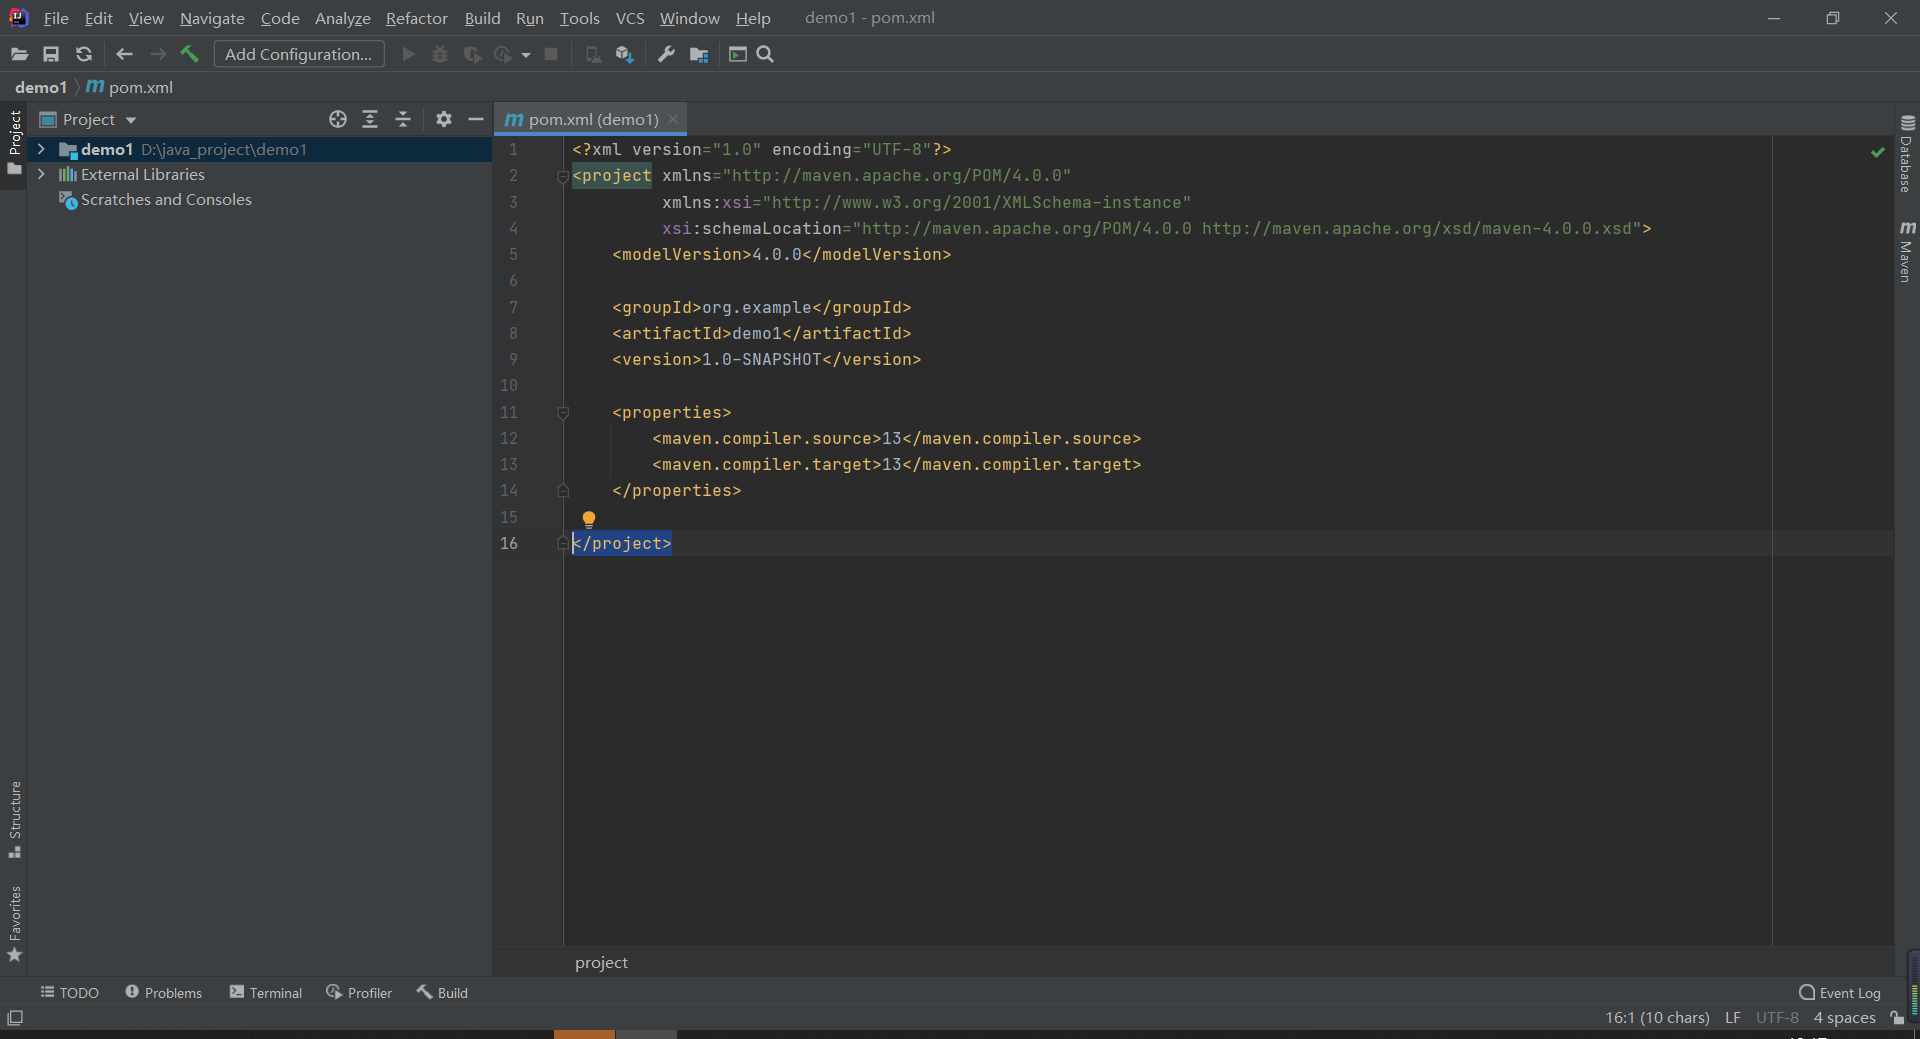 File Edit View Navigate Code Analyze Refactor Build Run Tools VCS Window Help demo1 - pom.xml
Add Configuration...
demo1 m pom.xml
Project
Project
m pom.xml (demo1)
demo1 D:\java_project\demo1
External Libraries
Scratches and Consoles
1 <?xml version="1.0" encoding="UTF-8"?>
2 <project xmlns="http://maven.apache.org/POM/4.0.0"
3 xmlns:xsi="http://www.w3.org/2001/XMLSchema-instance"
4 xsi:schemaLocation="http://maven.apache.org/POM/4.0.0 http://maven.apache.org/xsd/maven-4.0.0.xsd">
5 <modelVersion>4.0.0</modelVersion>
6
7 <groupId>org.example</groupId>
8 <artifactId>demo1</artifactId>
9 <version>1.0-SNAPSHOT</version>
10
11 <properties>
12 <maven.compiler.source>13</maven.compiler.source>
13 <maven.compiler.target>13</maven.compiler.target>
14 </properties>
15
16 </project>
Database
m Maven
Structure
Favorites
project
TODO Problems Terminal Profiler Build Event Log
16:1 (10 chars) LF UTF-8 4 spaces